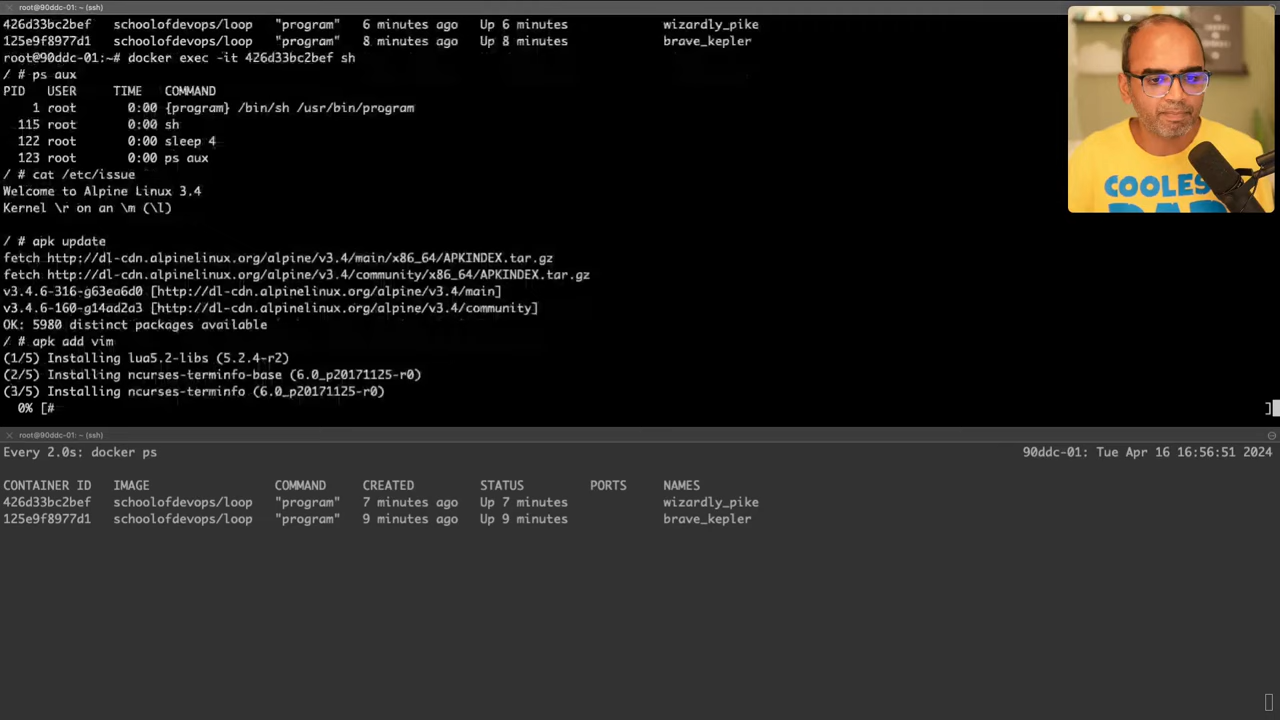 root@90ddc-01: ~ (ssh)
426d33bc2bef schoolofdevops/loop "program" 6 minutes ago Up 6 minutes wizardly_pike
125e9f8977d1 schoolofdevops/loop "program" 8 minutes ago Up 8 minutes brave_kepler
root@90ddc-01:~# docker exec -it 426d33bc2bef sh
/ # ps aux
PID USER TIME COMMAND
1 root 0:00 {program} /bin/sh /usr/bin/program
115 root 0:00 sh
122 root 0:00 sleep 4
123 root 0:00 ps aux
/ # cat /etc/issue
Welcome to Alpine Linux 3.4
Kernel \r on an \m (\l)
/ # apk update
fetch http://dl-cdn.alpinelinux.org/alpine/v3.4/main/x86_64/APKINDEX.tar.gz
fetch http://dl-cdn.alpinelinux.org/alpine/v3.4/community/x86_64/APKINDEX.tar.gz
v3.4.6-316-g63ea6d0 [http://dl-cdn.alpinelinux.org/alpine/v3.4/main]
v3.4.6-160-g14ad2a3 [http://dl-cdn.alpinelinux.org/alpine/v3.4/community]
OK: 5980 distinct packages available
/ # apk add vim
(1/5) Installing lua5.2-libs (5.2.4-r2)
(2/5) Installing ncurses-terminfo-base (6.0_p20171125-r0)
(3/5) Installing ncurses-terminfo (6.0_p20171125-r0)
0% [# ]
COOLES
DAD
root@90ddc-01: ~ (ssh)
Every 2.0s: docker ps 90ddc-01: Tue Apr 16 16:56:51 2024
CONTAINER ID IMAGE COMMAND CREATED STATUS PORTS NAMES
426d33bc2bef schoolofdevops/loop "program" 7 minutes ago Up 7 minutes wizardly_pike
125e9f8977d1 schoolofdevops/loop "program" 9 minutes ago Up 9 minutes brave_kepler